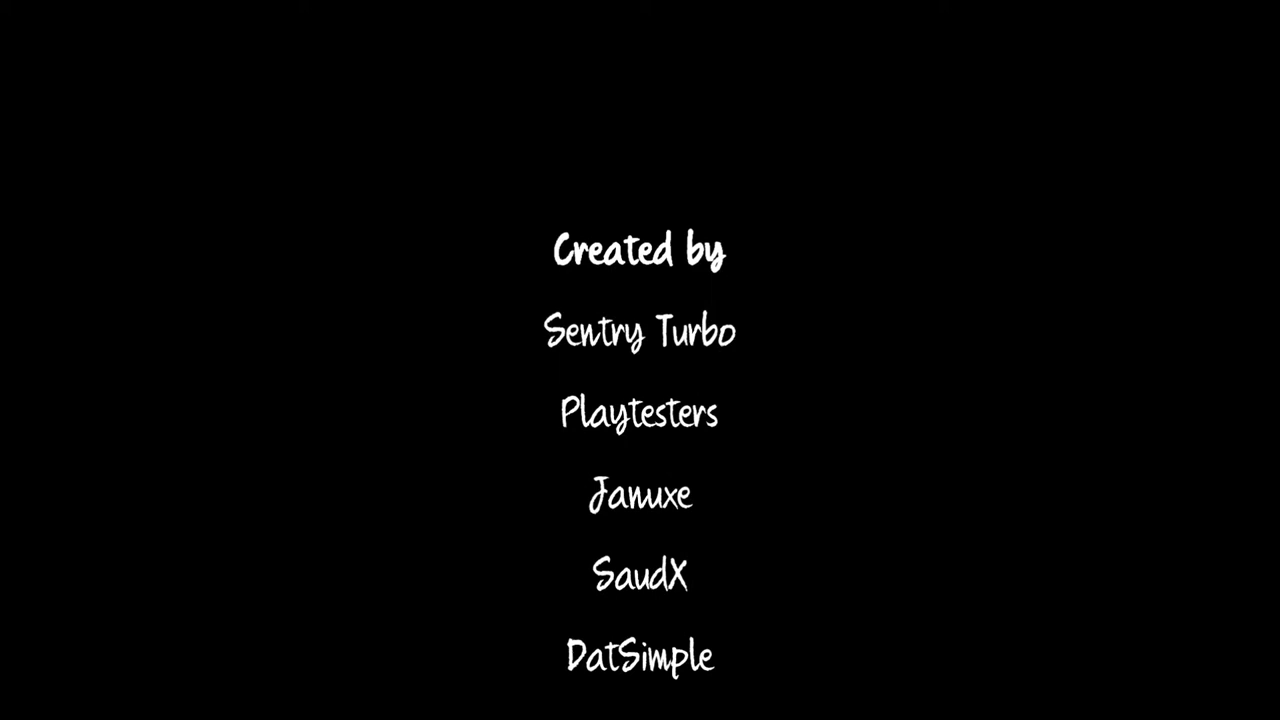 Created by
Sentry Turbo
Playtesters
Januxe
SaudX
DatSimple